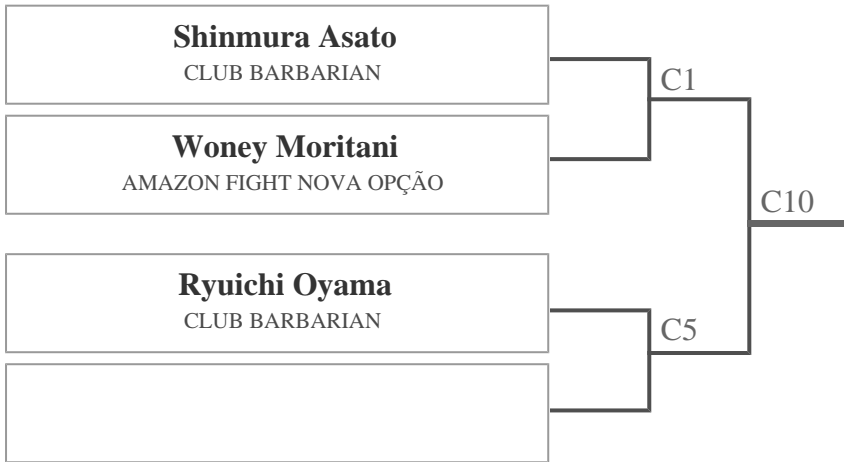 Shinmura Asato
CLUB BARBARIAN
C1
Woney Moritani
AMAZON FIGHT NOVA OPÇÃO
C10
Ryuichi Oyama
CLUB BARBARIAN
C5